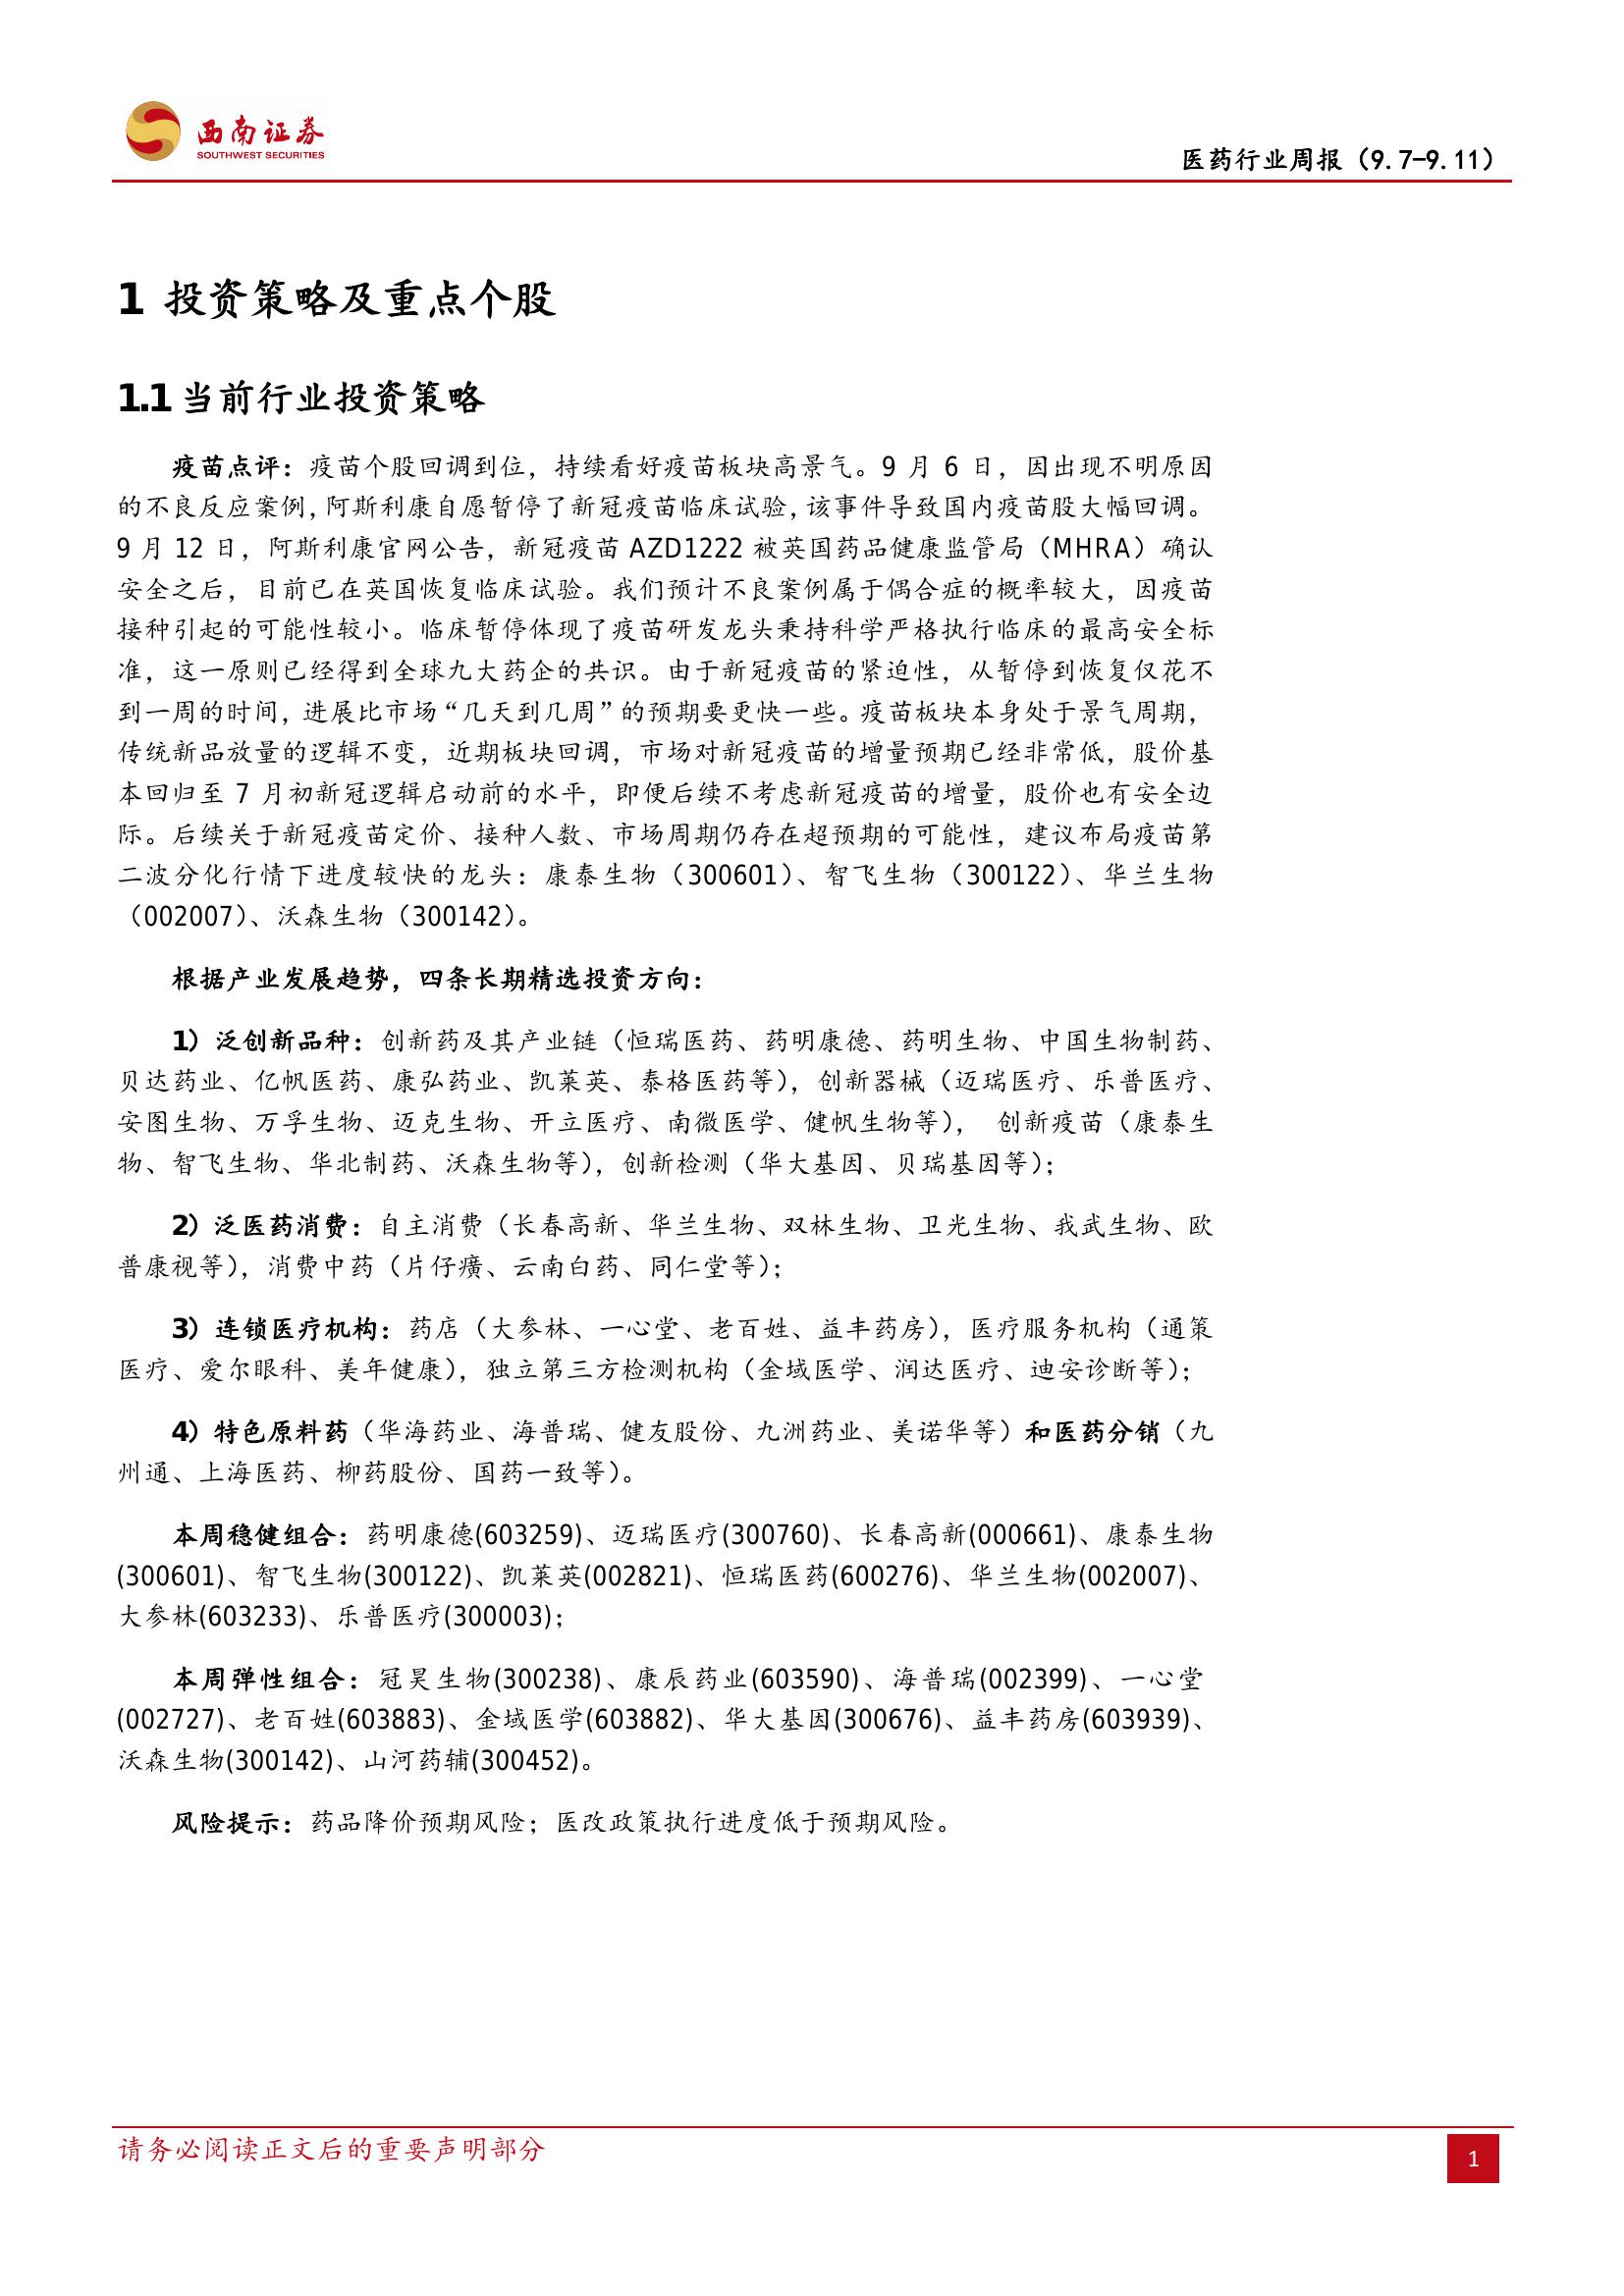 西南证券
SOUTHWEST SECURITIES
医药行业周报（9.7-9.11）
1 投资策略及重点个股
1.1 当前行业投资策略
疫苗点评：疫苗个股回调到位，持续看好疫苗板块高景气。9 月 6 日，因出现不明原因
的不良反应案例，阿斯利康自愿暂停了新冠疫苗临床试验，该事件导致国内疫苗股大幅回调。
9 月 12 日，阿斯利康官网公告，新冠疫苗 AZD1222 被英国药品健康监管局（MHRA）确认
安全之后，目前已在英国恢复临床试验。我们预计不良案例属于偶合症的概率较大，因疫苗
接种引起的可能性较小。临床暂停体现了疫苗研发龙头秉持科学严格执行临床的最高安全标
准，这一原则已经得到全球九大药企的共识。由于新冠疫苗的紧迫性，从暂停到恢复仅花不
到一周的时间，进展比市场“几天到几周”的预期要更快一些。疫苗板块本身处于景气周期，
传统新品放量的逻辑不变，近期板块回调，市场对新冠疫苗的增量预期已经非常低，股价基
本回归至 7 月初新冠逻辑启动前的水平，即便后续不考虑新冠疫苗的增量，股价也有安全边
际。后续关于新冠疫苗定价、接种人数、市场周期仍存在超预期的可能性，建议布局疫苗第
二波分化行情下进度较快的龙头：康泰生物（300601）、智飞生物（300122）、华兰生物
（002007）、沃森生物（300142）。
根据产业发展趋势，四条长期精选投资方向：
1）泛创新品种：创新药及其产业链（恒瑞医药、药明康德、药明生物、中国生物制药、
贝达药业、亿帆医药、康弘药业、凯莱英、泰格医药等），创新器械（迈瑞医疗、乐普医疗、
安图生物、万孚生物、迈克生物、开立医疗、南微医学、健帆生物等）， 创新疫苗（康泰生
物、智飞生物、华北制药、沃森生物等），创新检测（华大基因、贝瑞基因等）；
2）泛医药消费：自主消费（长春高新、华兰生物、双林生物、卫光生物、我武生物、欧
普康视等），消费中药（片仔癀、云南白药、同仁堂等）；
3）连锁医疗机构：药店（大参林、一心堂、老百姓、益丰药房），医疗服务机构（通策
医疗、爱尔眼科、美年健康），独立第三方检测机构（金域医学、润达医疗、迪安诊断等）；
4）特色原料药（华海药业、海普瑞、健友股份、九洲药业、美诺华等）和医药分销（九
州通、上海医药、柳药股份、国药一致等）。
本周稳健组合：药明康德(603259)、迈瑞医疗(300760)、长春高新(000661)、康泰生物
(300601)、智飞生物(300122)、凯莱英(002821)、恒瑞医药(600276)、华兰生物(002007)、
大参林(603233)、乐普医疗(300003)；
本周弹性组合：冠昊生物(300238)、康辰药业(603590)、海普瑞(002399)、一心堂
(002727)、老百姓(603883)、金域医学(603882)、华大基因(300676)、益丰药房(603939)、
沃森生物(300142)、山河药辅(300452)。
风险提示：药品降价预期风险；医改政策执行进度低于预期风险。
请务必阅读正文后的重要声明部分
1